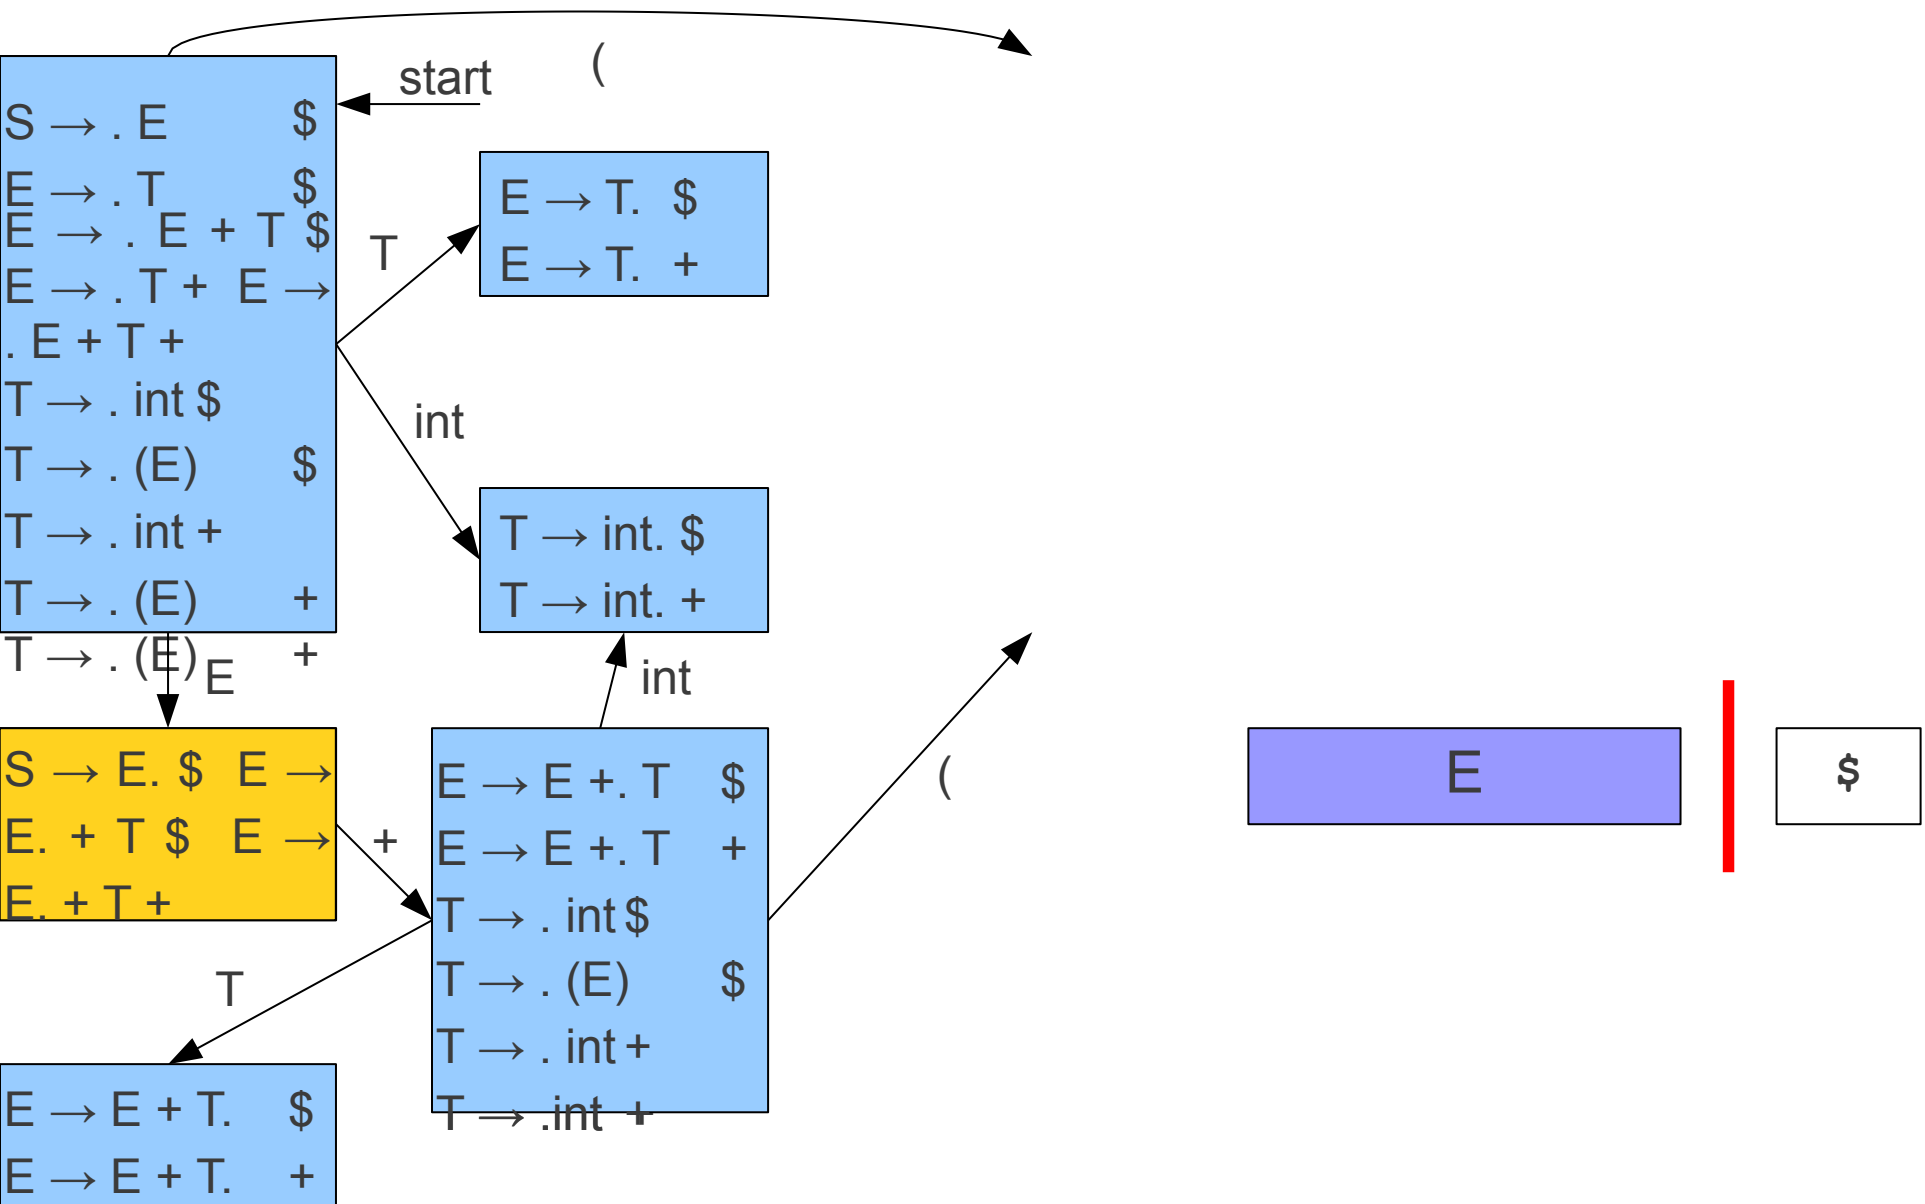 (
start
S → . E $
E → . T $
E → . E + T $
E → . T + E →
. E + T +
T → . int $
T → . (E) $
T → . int +
T → . (E) +
T → . (E) +
T
E → T. $
E → T. +
int
T → int. $
T → int. +
E
int
S → E. $ E →
E. + T $ E →
E. + T +
+
E → E +. T $
E → E +. T +
T → . int $
T → . (E) $
T → . int +
T → .int +
(
E
$
T
E → E + T. $
E → E + T. +